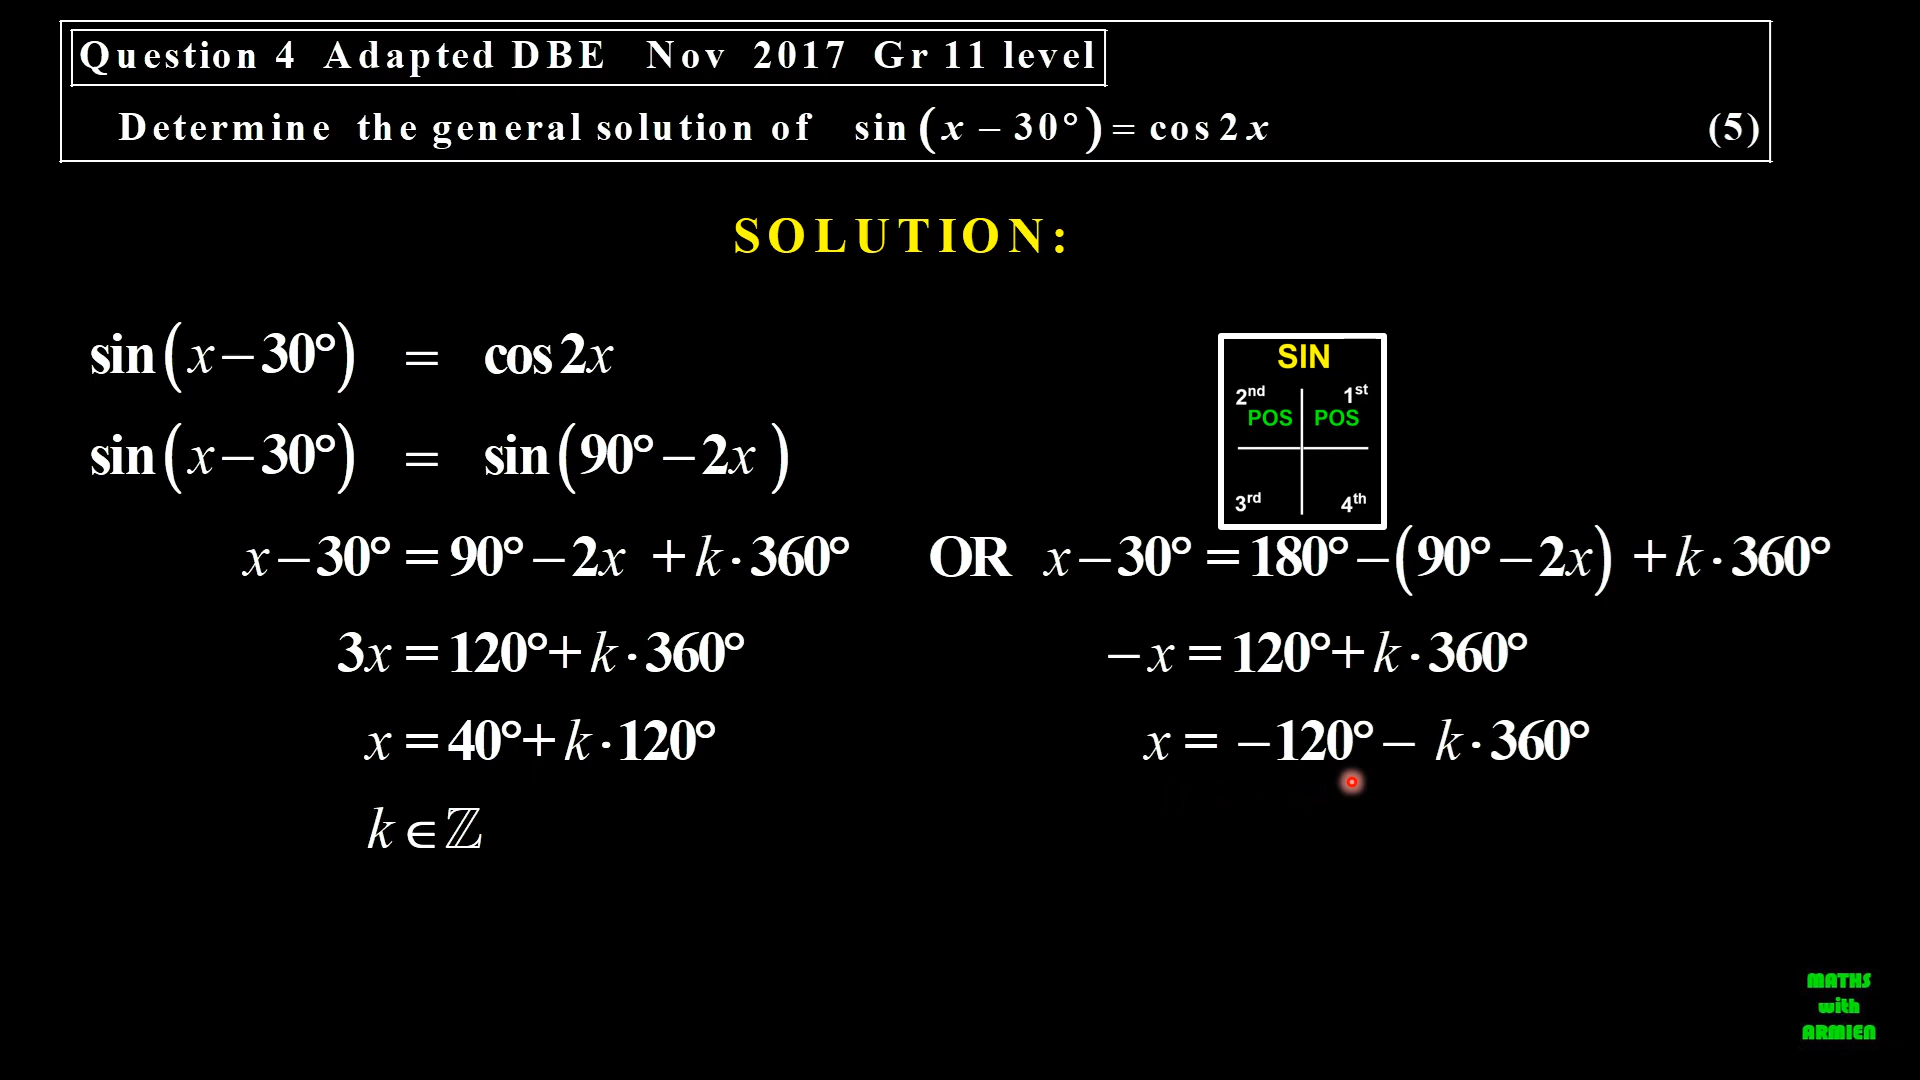 Question 4 Adapted DBE Nov 2017 Gr 11 level
Determine the general solution of sin(x − 30°) = cos 2x (5)
SOLUTION:
sin(x − 30°) = cos 2x
sin(x − 30°) = sin(90° − 2x )
SIN
2nd 1st
POS POS
3rd 4th
x − 30° = 90° − 2x + k · 360° OR x − 30° = 180° − (90° − 2x) + k · 360°
3x = 120° + k · 360° − x = 120° + k · 360°
x = 40° + k · 120° x = − 120° − k · 360°
k ∈ ℤ
MATHS
with
ARMIEN